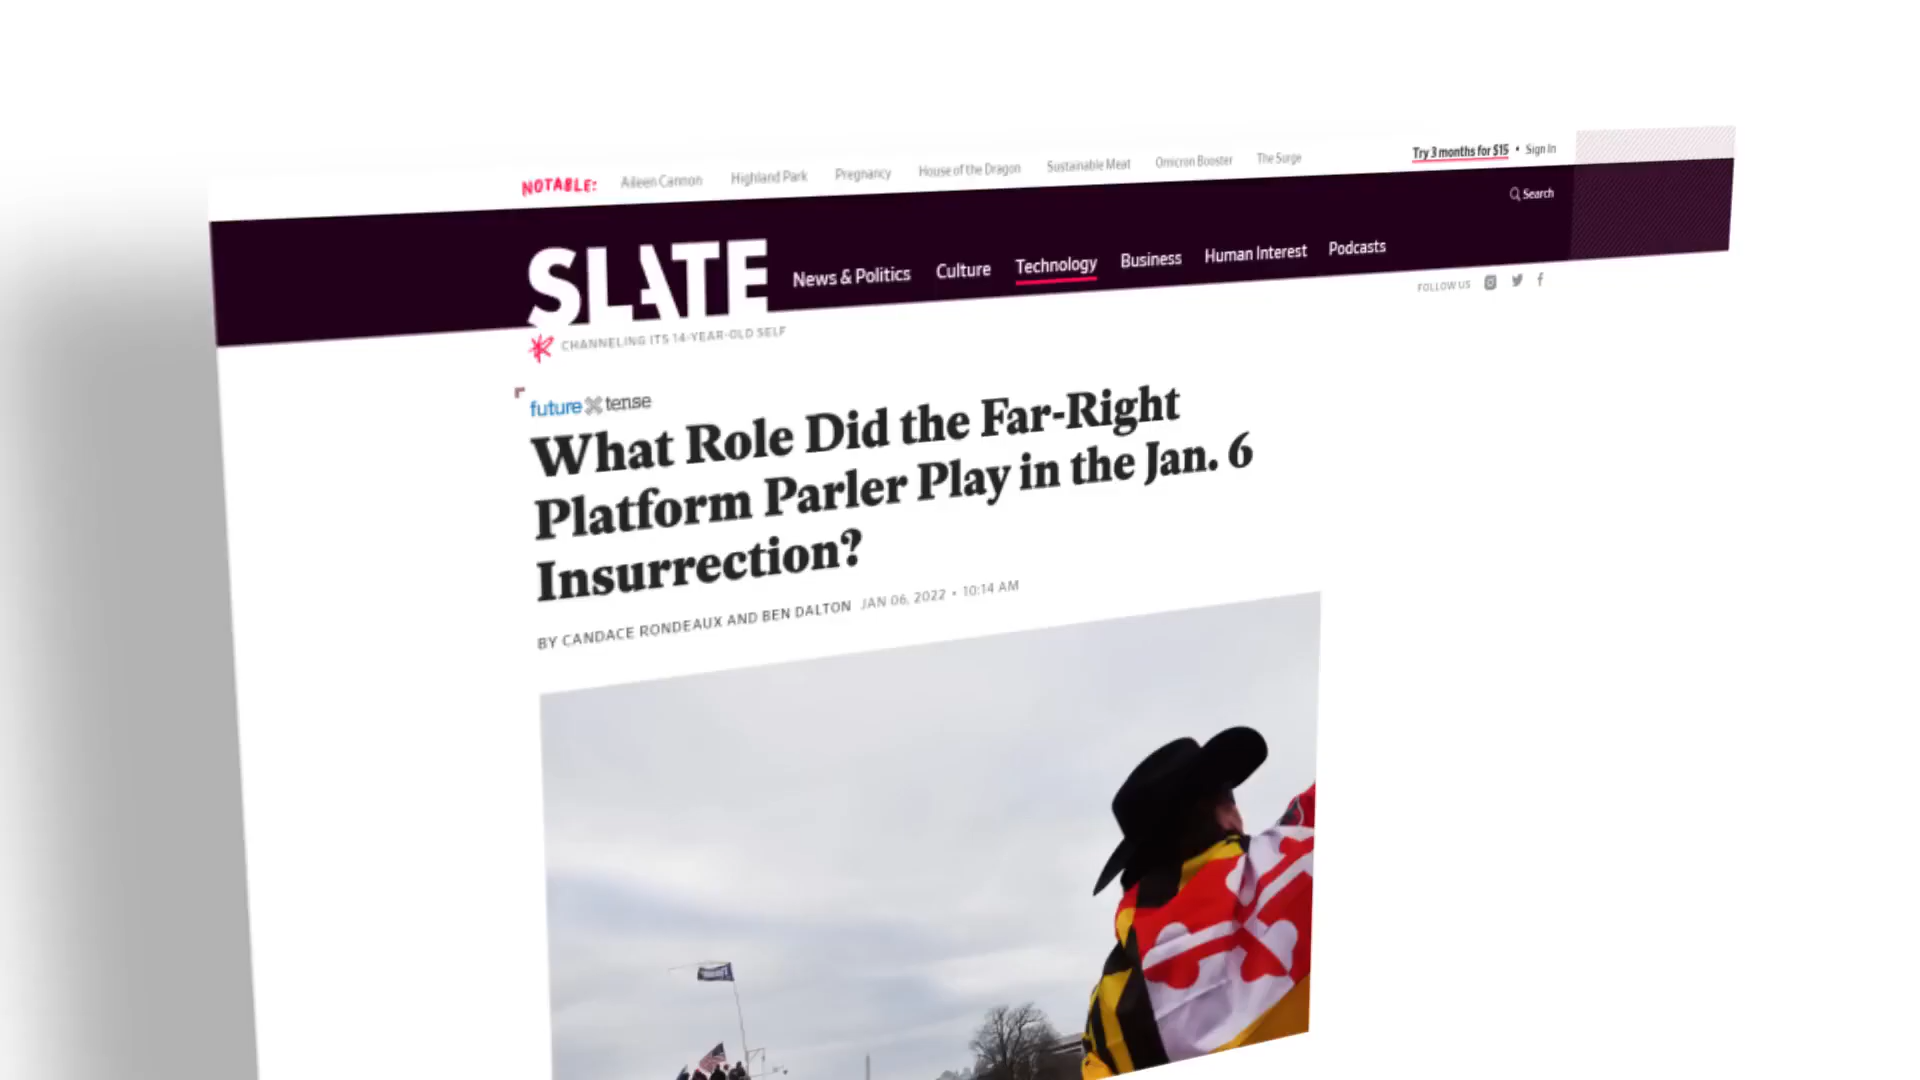 NOTABLE: Aileen Cannon Highland Park Pregnancy House of the Dragon Sustainable Meat Omicron Booster The Surge Try 3 months for $15 • Sign In
Search
SLATE News & Politics Culture Technology Business Human Interest Podcasts
FOLLOW US
CHANNELING ITS 14-YEAR-OLD SELF
future tense
What Role Did the Far-Right
Platform Parler Play in the Jan. 6
Insurrection?
BY CANDACE RONDEAUX AND BEN DALTON JAN 06, 2022 • 10:14 AM